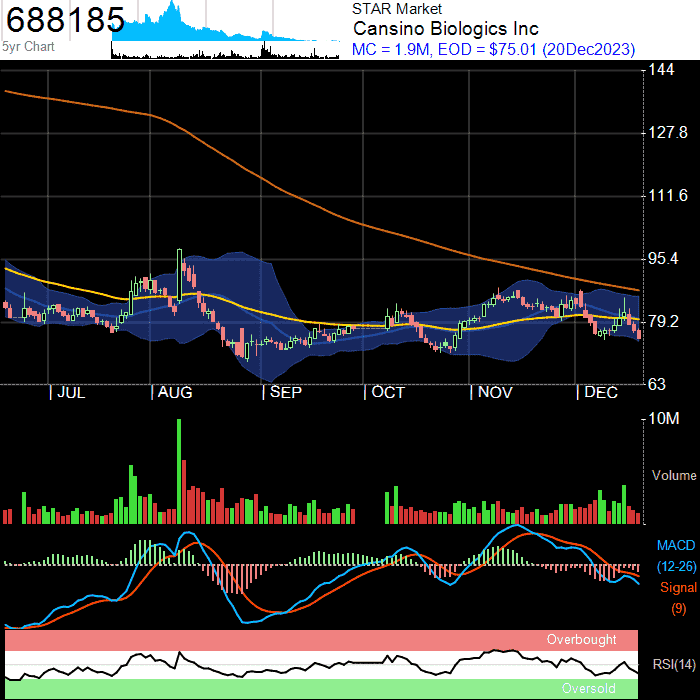 688185
5yr Chart
STAR Market
Cansino Biologics Inc
MC = 1.9M, EOD = $75.01 (20Dec2023)
144
127.8
111.6
95.4
79.2
63
| JUL | AUG | SEP | OCT | NOV | DEC
10M
Volume
MACD
(12-26)
Signal
(9)
Overbought
RSI(14)
Oversold